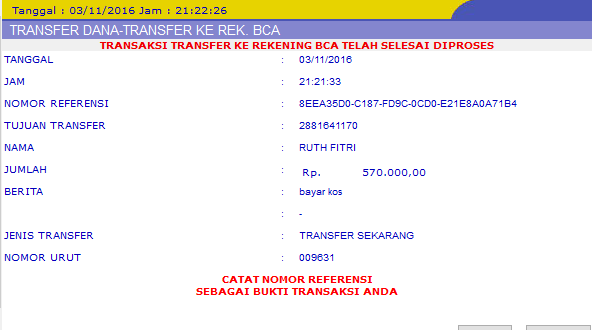 Tanggal : 03/11/2016 Jam : 21:22:26
TRANSFER DANA-TRANSFER KE REK. BCA
TRANSAKSI TRANSFER KE REKENING BCA TELAH SELESAI DIPROSES
TANGGAL : 03/11/2016
JAM : 21:21:33
NOMOR REFERENSI : 8EEA35D0-C187-FD9C-0CD0-E21E8A0A71B4
TUJUAN TRANSFER : 2881641170
NAMA : RUTH FITRI
JUMLAH : Rp. 570.000,00
BERITA : bayar kos
: -
JENIS TRANSFER : TRANSFER SEKARANG
NOMOR URUT : 009631
CATAT NOMOR REFERENSI
SEBAGAI BUKTI TRANSAKSI ANDA